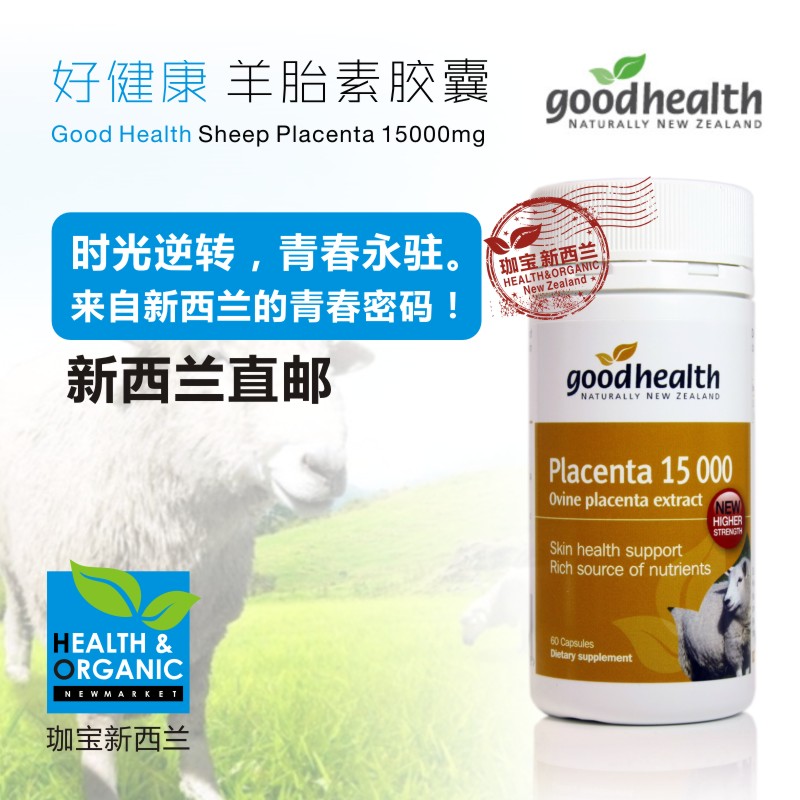 好健康 羊胎素胶囊
Good Health Sheep Placenta 15000mg
goodhealth
NATURALLY NEW ZEALAND
时光逆转，青春永驻。
来自新西兰的青春密码！
新西兰直邮
珈宝新西兰
HEALTH&ORGANIC
New Zealand
goodhealth
NATURALLY NEW ZEALAND
Placenta 15 000
Ovine placenta extract
NEW
HIGHER
STRENGTH
Skin health support
Rich source of nutrients
60 Capsules
Dietary supplement
HEALTH &
ORGANIC
NEWMARKET
珈宝新西兰